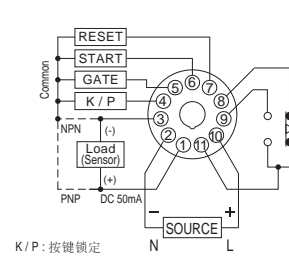 RESET
START
GATE
K / P
Common
NPN
(-)
Load
(Sensor)
(+)
PNP
DC 50mA
6
5
7
4
8
3
9
2
10
1
11
−
+
SOURCE
N
L
K / P : 按键锁定